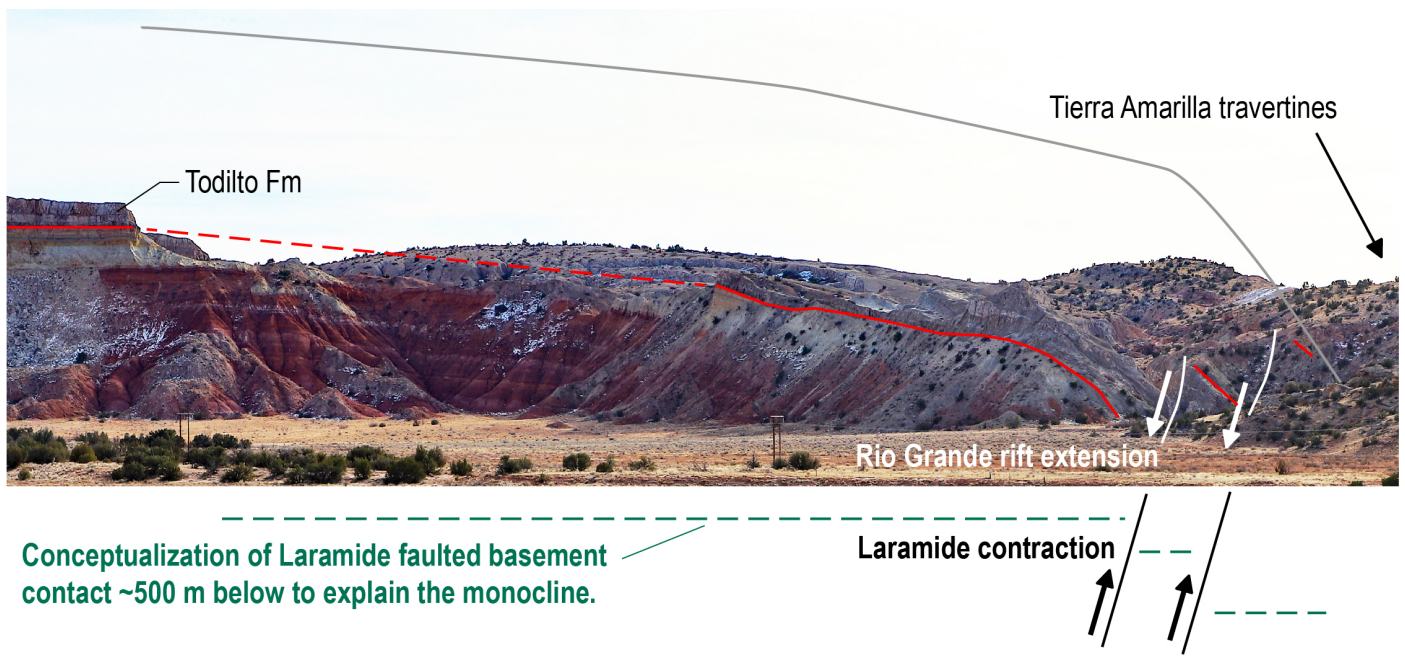 Tierra Amarilla travertines
Todilto Fm
Rio Grande rift extension
Laramide contraction
Conceptualization of Laramide faulted basement
contact ~500 m below to explain the monocline.